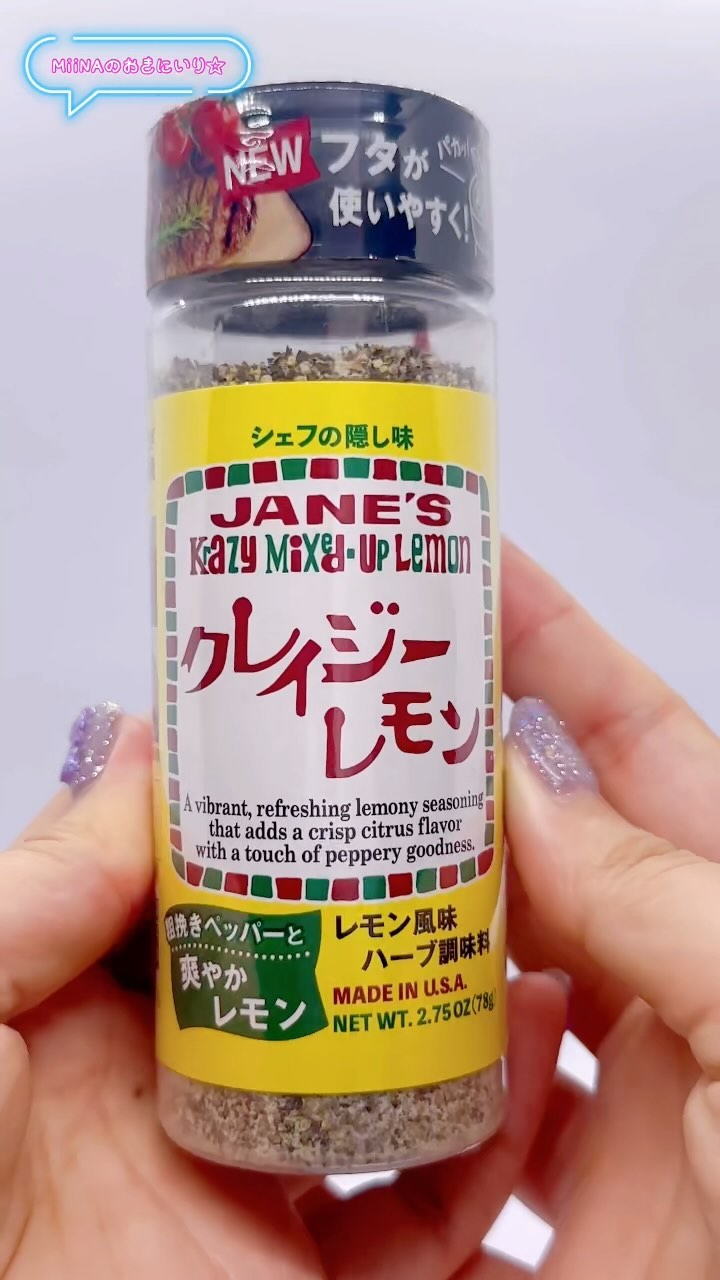 MiiNAのおきにいり☆
NEW
フタが
使いやすく!
シェフの隠し味
JANE'S
Krazy Mixed-Up Lemon
クレイジー
レモン
A vibrant, refreshing lemony seasoning
that adds a crisp citrus flavor
with a touch of peppery goodness.
粗挽きペッパーと
爽やか
レモン
レモン風味
ハーブ調味料
MADE IN U.S.A.
NET WT. 2.75 OZ (78g)